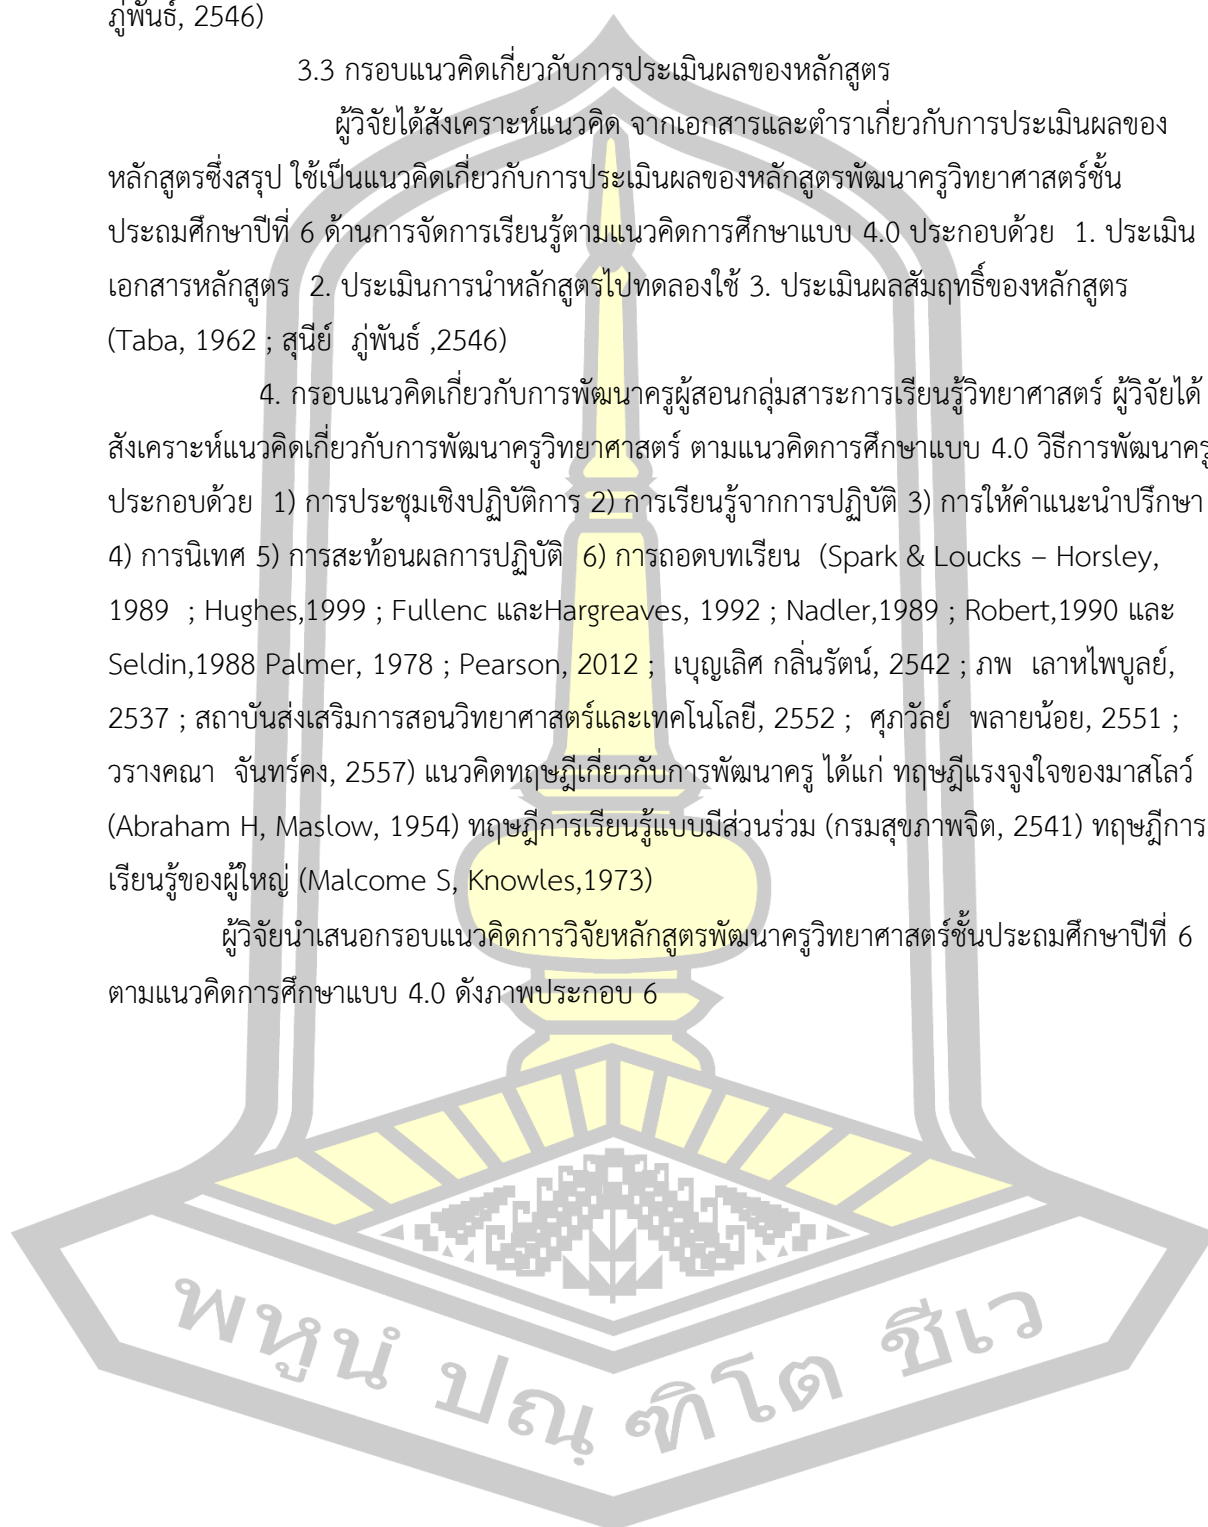 ภู่พันธ์, 2546)
3.3 กรอบแนวคิดเกี่ยวกับการประเมินผลของหลักสูตร
ผู้วิจัยได้สังเคราะห์แนวคิด จากเอกสารและตำราเกี่ยวกับการประเมินผลของ
หลักสูตรซึ่งสรุป ใช้เป็นแนวคิดเกี่ยวกับการประเมินผลของหลักสูตรพัฒนาครูวิทยาศาสตร์ชั้น
ประถมศึกษาปีที่ 6 ด้านการจัดการเรียนรู้ตามแนวคิดการศึกษาแบบ 4.0 ประกอบด้วย 1. ประเมิน
เอกสารหลักสูตร 2. ประเมินการนำหลักสูตรไปทดลองใช้ 3. ประเมินผลสัมฤทธิ์ของหลักสูตร
(Taba, 1962 ; สุนีย์ ภู่พันธ์ ,2546)
4. กรอบแนวคิดเกี่ยวกับการพัฒนาครูผู้สอนกลุ่มสาระการเรียนรู้วิทยาศาสตร์ ผู้วิจัยได้
สังเคราะห์แนวคิดเกี่ยวกับการพัฒนาครูวิทยาศาสตร์ ตามแนวคิดการศึกษาแบบ 4.0 วิธีการพัฒนาครู
ประกอบด้วย 1) การประชุมเชิงปฏิบัติการ 2) การเรียนรู้จากการปฏิบัติ 3) การให้คำแนะนำปรึกษา
4) การนิเทศ 5) การสะท้อนผลการปฏิบัติ 6) การถอดบทเรียน (Spark & Loucks – Horsley,
1989 ; Hughes,1999 ; Fullenc และHargreaves, 1992 ; Nadler,1989 ; Robert,1990 และ
Seldin,1988 Palmer, 1978 ; Pearson, 2012 ; เบุญเลิศ กลิ่นรัตน์, 2542 ; ภพ เลาหไพบูลย์,
2537 ; สถาบันส่งเสริมการสอนวิทยาศาสตร์และเทคโนโลยี, 2552 ; ศุภวัลย์ พลายน้อย, 2551 ;
วรางคณา จันทร์คง, 2557) แนวคิดทฤษฎีเกี่ยวกับการพัฒนาครู ได้แก่ ทฤษฎีแรงจูงใจของมาสโลว์
(Abraham H, Maslow, 1954) ทฤษฎีการเรียนรู้แบบมีส่วนร่วม (กรมสุขภาพจิต, 2541) ทฤษฎีการ
เรียนรู้ของผู้ใหญ่ (Malcome S, Knowles,1973)
ผู้วิจัยนำเสนอกรอบแนวคิดการวิจัยหลักสูตรพัฒนาครูวิทยาศาสตร์ชั้นประถมศึกษาปีที่ 6
ตามแนวคิดการศึกษาแบบ 4.0 ดังภาพประกอบ 6
พหูนํ ปณฺฑิโต ชีเว